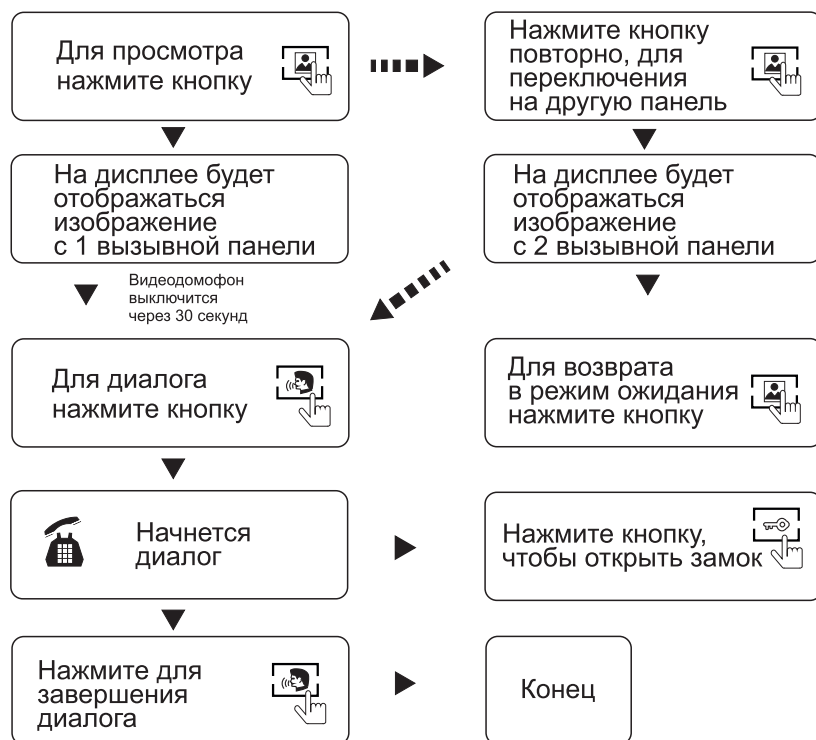 Для просмотра
нажмите кнопку
Нажмите кнопку
повторно, для
переключения
на другую панель
На дисплее будет
отображаться
изображение
с 1 вызывной панели
На дисплее будет
отображаться
изображение
с 2 вызывной панели
Видеодомофон
выключится
через 30 секунд
Для диалога
нажмите кнопку
Для возврата
в режим ожидания
нажмите кнопку
Начнется
диалог
Нажмите кнопку,
чтобы открыть замок
Нажмите для
завершения
диалога
Конец